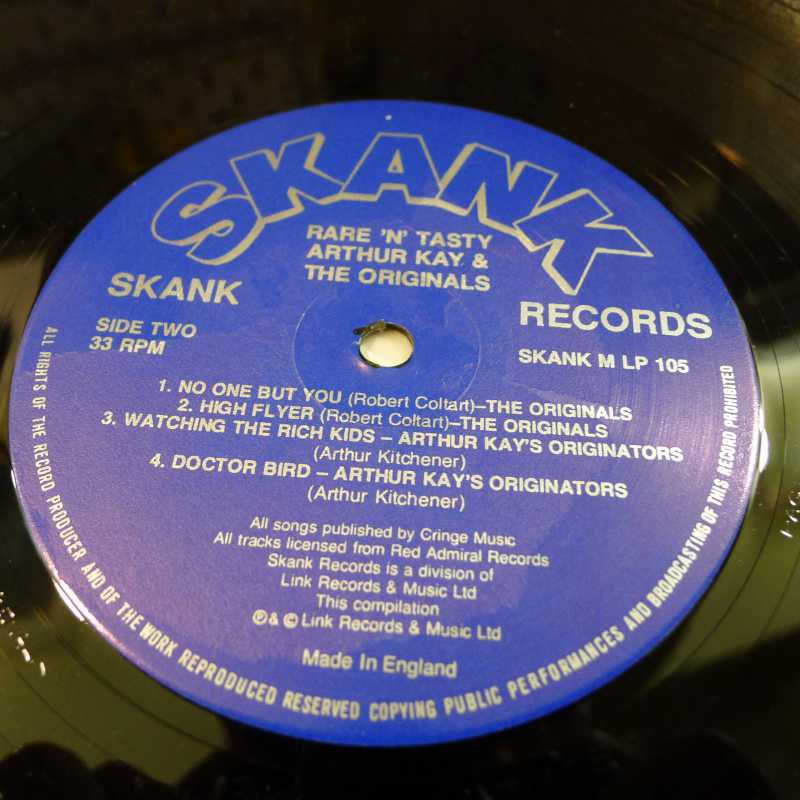 SKANK
RARE 'N' TASTY
ARTHUR KAY &
THE ORIGINALS
SKANK
RECORDS
SIDE TWO
33 RPM
SKANK M LP 105
1. NO ONE BUT YOU (Robert Coltart)–THE ORIGINALS
2. HIGH FLYER (Robert Coltart)–THE ORIGINALS
3. WATCHING THE RICH KIDS – ARTHUR KAY'S ORIGINATORS
(Arthur Kitchener)
4. DOCTOR BIRD – ARTHUR KAY'S ORIGINATORS
(Arthur Kitchener)
All songs published by Cringe Music
All tracks licensed from Red Admiral Records
Skank Records is a division of
Link Records & Music Ltd
This compilation
℗ & © Link Records & Music Ltd
Made In England
ALL RIGHTS OF THE RECORD PRODUCER AND OF THE WORK REPRODUCED RESERVED COPYING PUBLIC PERFORMANCES AND BROADCASTING OF THIS RECORD PROHIBITED